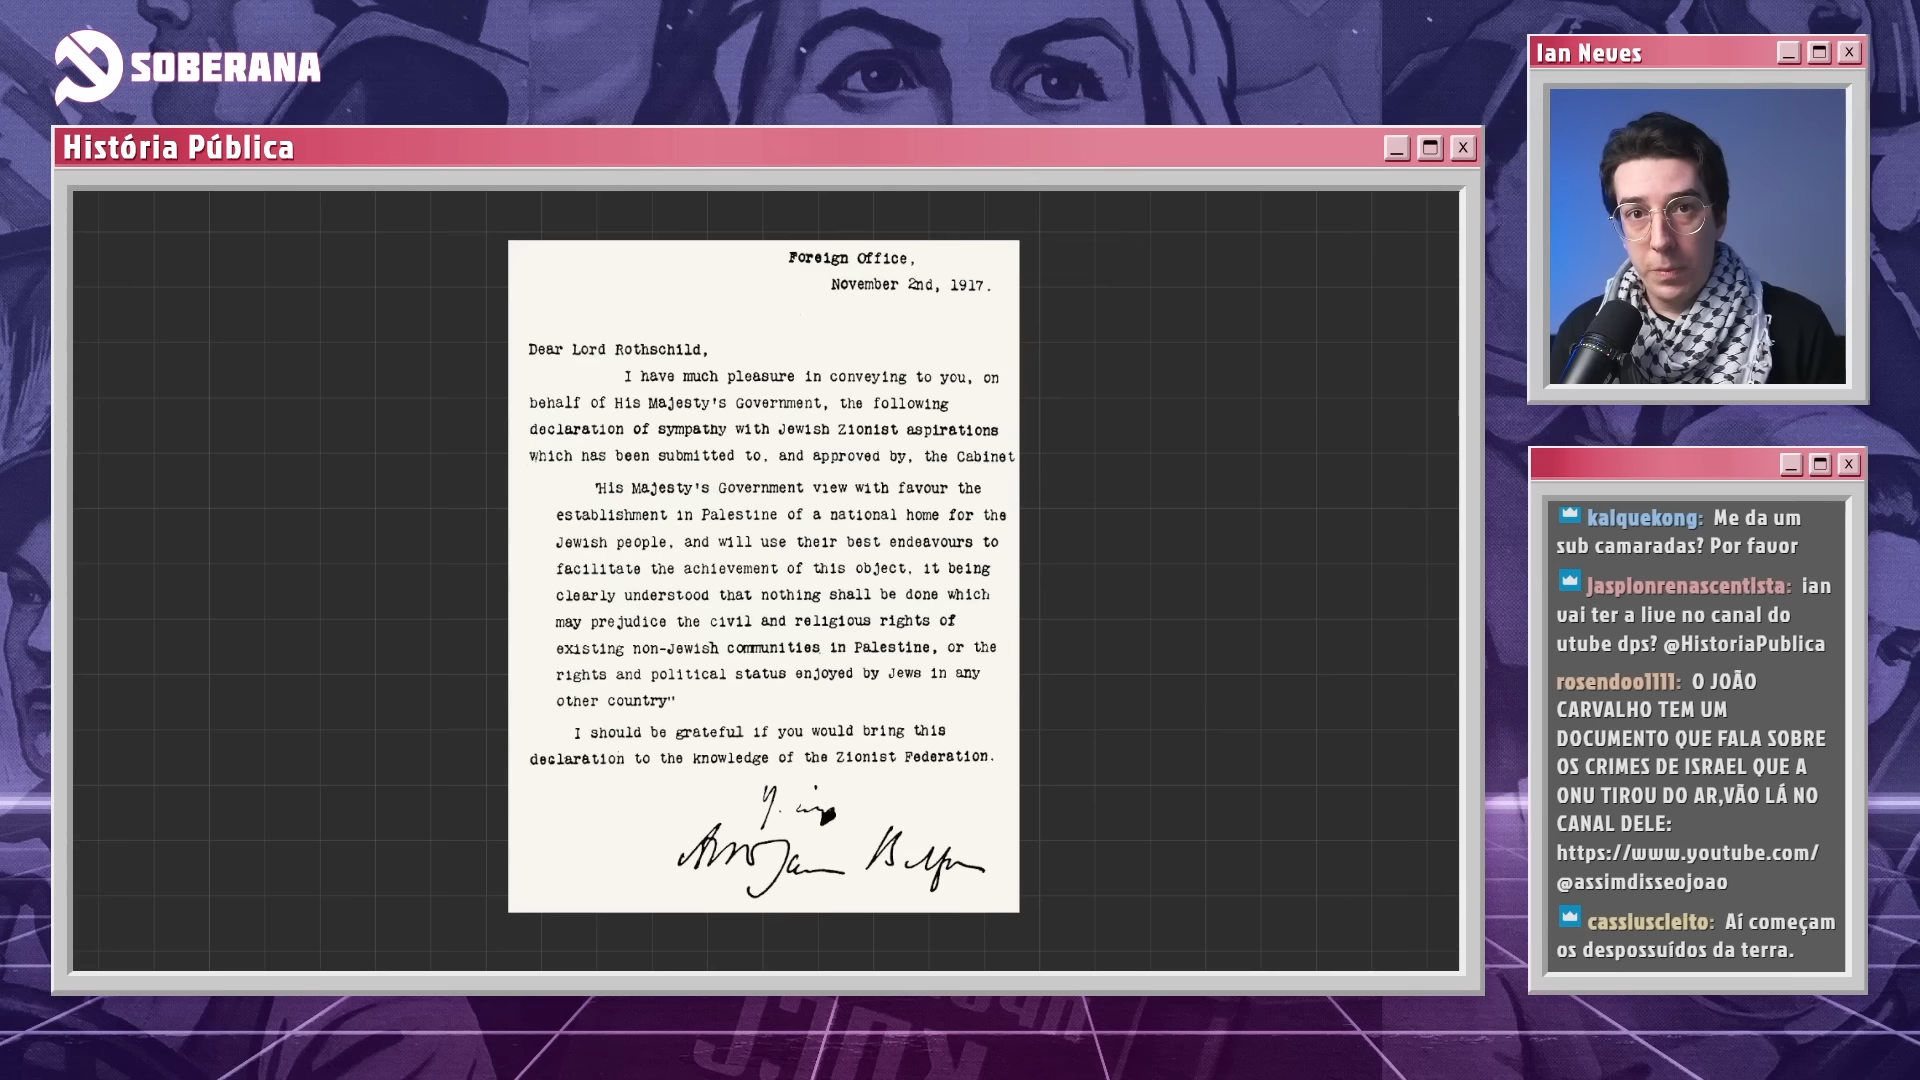 SOBERANA
História Pública
Foreign Office,
November 2nd, 1917.
Dear Lord Rothschild,
I have much pleasure in conveying to you, on
behalf of His Majesty's Government, the following
declaration of sympathy with Jewish Zionist aspirations
which has been submitted to, and approved by, the Cabinet
"His Majesty's Government view with favour the
establishment in Palestine of a national home for the
Jewish people, and will use their best endeavours to
facilitate the achievement of this object, it being
clearly understood that nothing shall be done which
may prejudice the civil and religious rights of
existing non-Jewish communities in Palestine, or the
rights and political status enjoyed by Jews in any
other country"
I should be grateful if you would bring this
declaration to the knowledge of the Zionist Federation.
Ian Neves
kalquekong: Me da um
sub camaradas? Por favor
jaspionrenascentista: ian
vai ter a live no canal do
utube dps? @HistoriaPublica
rosendoo1111: O JOÃO
CARVALHO TEM UM
DOCUMENTO QUE FALA SOBRE
OS CRIMES DE ISRAEL QUE A
ONU TIROU DO AR,VÃO LÁ NO
CANAL DELE:
https://www.youtube.com/
@assimdisseojoao
cassiuscleito: Aí começam
os despossuídos da terra.